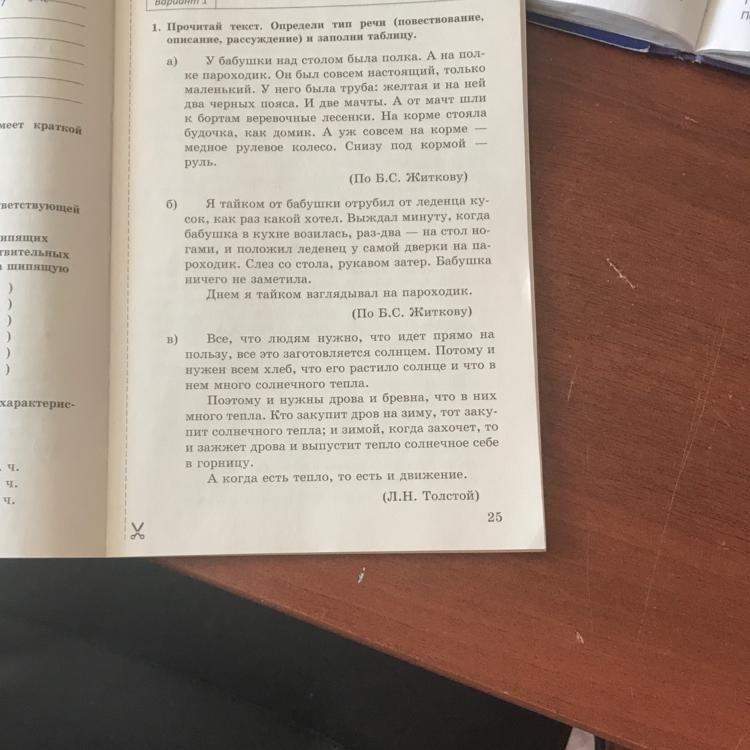 Вариант 1
1. Прочитай текст. Определи тип речи (повествование,
описание, рассуждение) и заполни таблицу.
а) У бабушки над столом была полка. А на пол-
ке пароходик. Он был совсем настоящий, только
маленький. У него была труба: желтая и на ней
два черных пояса. И две мачты. А от мачт шли
к бортам веревочные лесенки. На корме стояла
будочка, как домик. А уж совсем на корме —
медное рулевое колесо. Снизу под кормой —
руль.
(По Б.С. Житкову)
б) Я тайком от бабушки отрубил от леденца ку-
сок, как раз какой хотел. Выждал минуту, когда
бабушка в кухне возилась, раз-два — на стол но-
гами, и положил леденец у самой дверки на па-
роходик. Слез со стола, рукавом затер. Бабушка
ничего не заметила.
Днем я тайком взглядывал на пароходик.
(По Б.С. Житкову)
в) Все, что людям нужно, что идет прямо на
пользу, все это заготовляется солнцем. Потому и
нужен всем хлеб, что его растило солнце и что в
нем много солнечного тепла.
Поэтому и нужны дрова и бревна, что в них
много тепла. Кто закупит дров на зиму, тот заку-
пит солнечного тепла; и зимой, когда захочет, то
и зажжет дрова и выпустит тепло солнечное себе
в горницу.
А когда есть тепло, то есть и движение.
(Л.Н. Толстой)
25
меет краткой
ветствующей
ипящих
твительных
шипящую
)
)
)
)
)
)
характерис-
. ч.
ч.
ч.